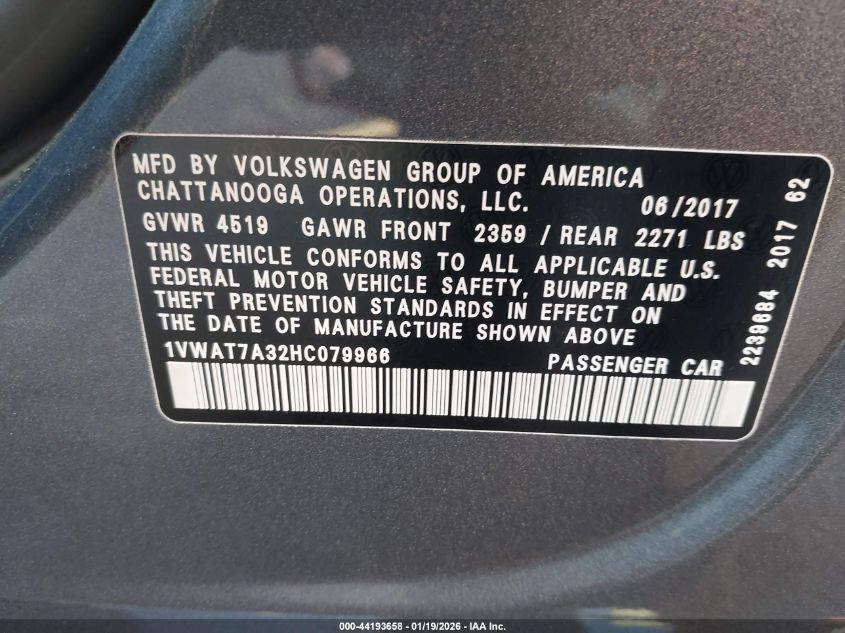 MFD BY VOLKSWAGEN GROUP OF AMERICA
CHATTANOOGA OPERATIONS, LLC. 06/2017
GVWR 4519 GAWR FRONT 2359 / REAR 2271 LBS
THIS VEHICLE CONFORMS TO ALL APPLICABLE U.S.
FEDERAL MOTOR VEHICLE SAFETY, BUMPER AND
THEFT PREVENTION STANDARDS IN EFFECT ON
THE DATE OF MANUFACTURE SHOWN ABOVE
1VWAT7A32HC079966 PASSENGER CAR
2239684 2017 62
000-44193658 - 01/19/2026 - IAA Inc.